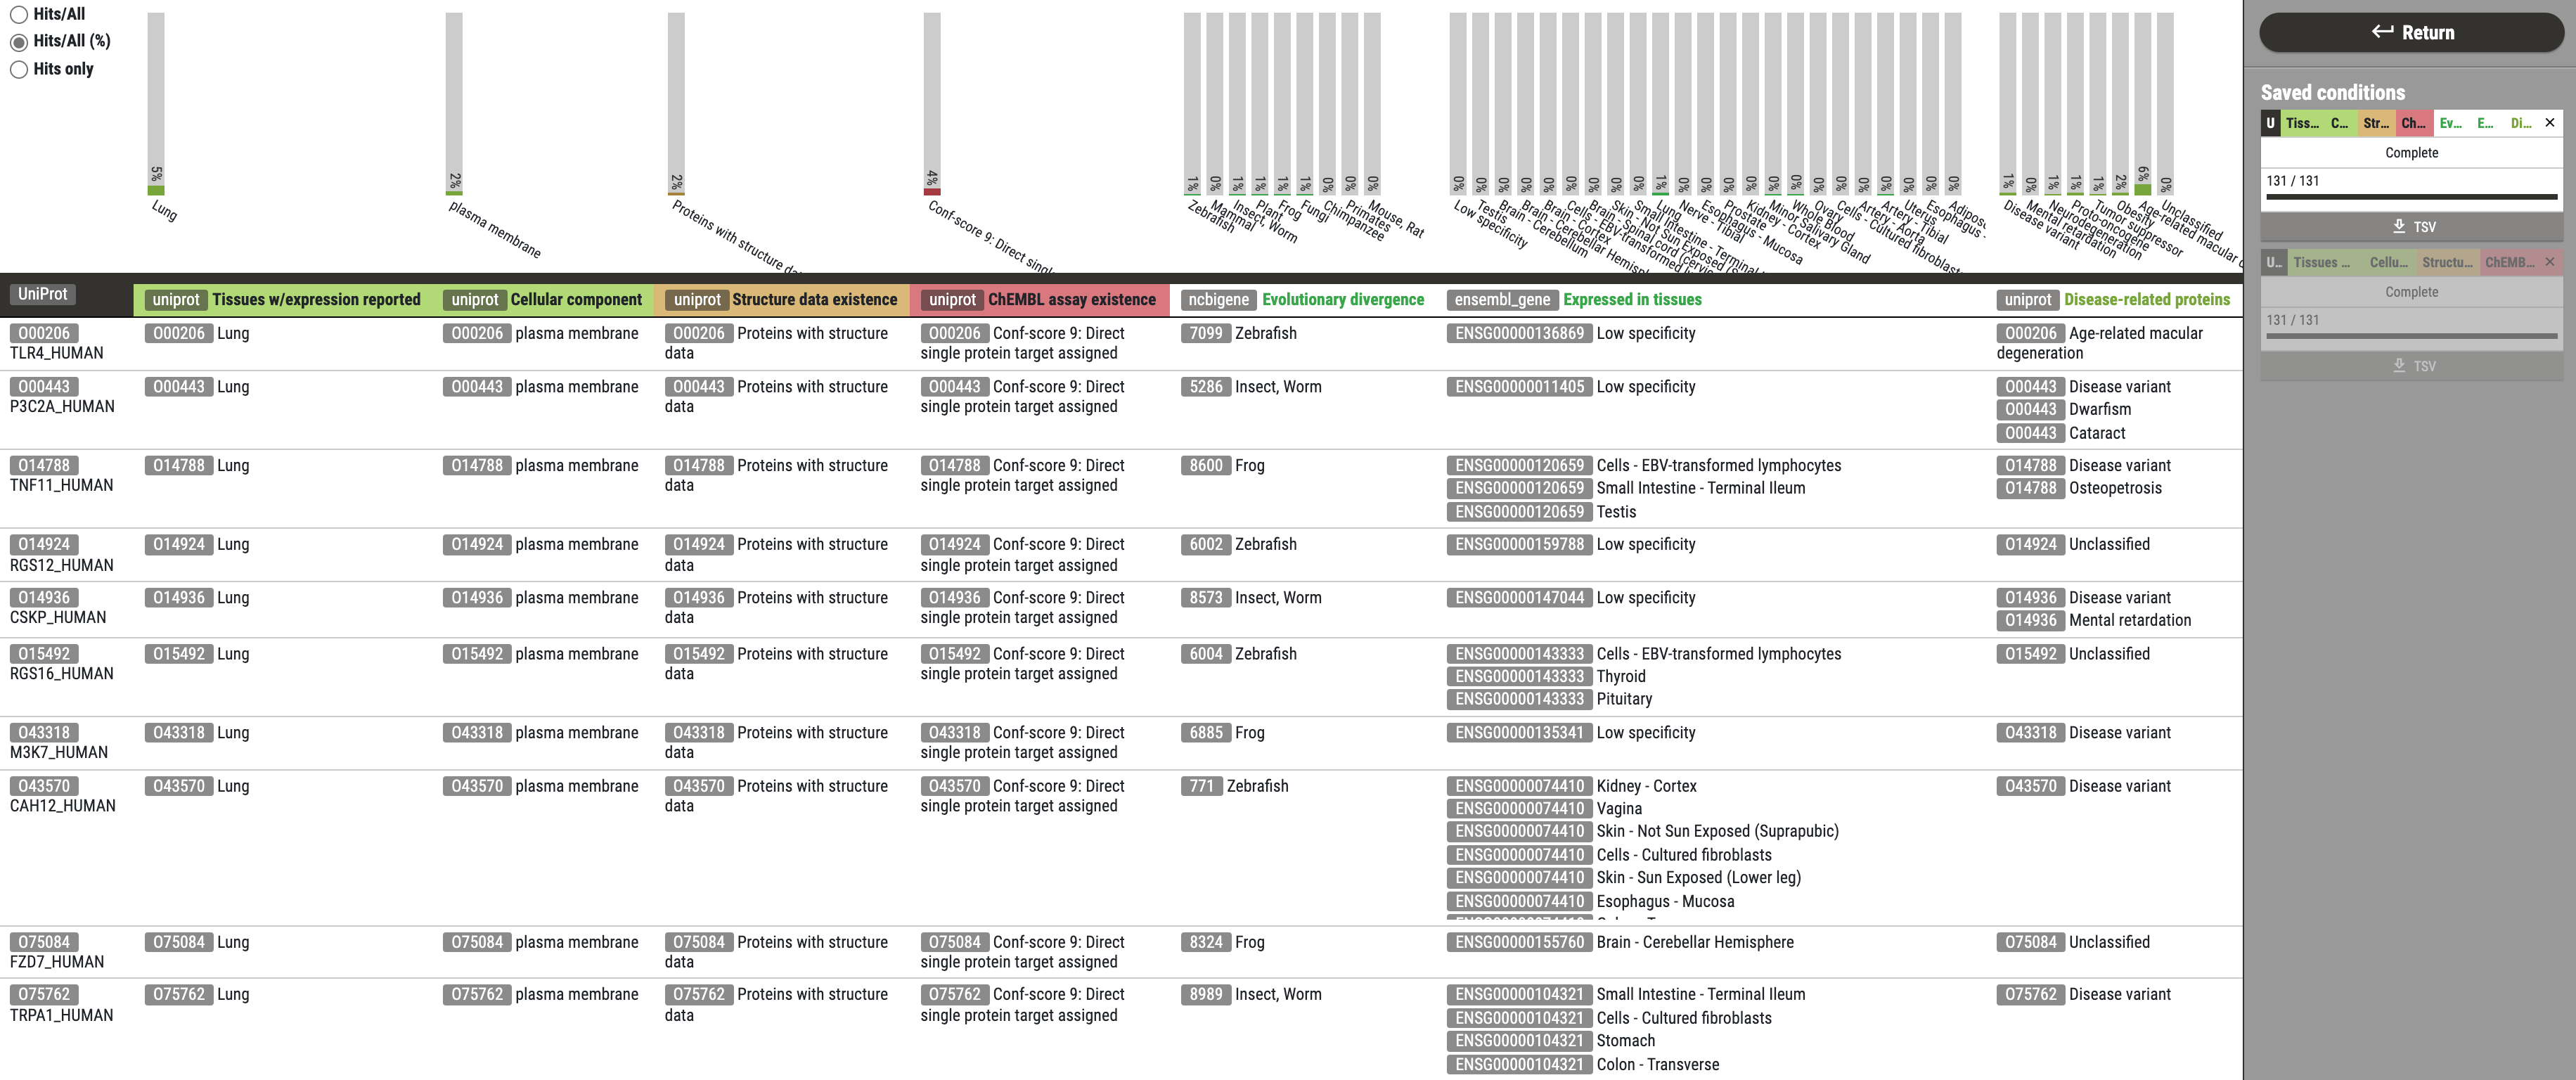 Hits/All
Hits/All (%)
Hits only
5%
2%
2%
4%
1%
0%
1%
1%
1%
1%
0%
0%
0%
0%
0%
0%
0%
0%
0%
0%
0%
0%
1%
0%
0%
0%
0%
0%
0%
0%
0%
0%
0%
0%
0%
0%
1%
0%
1%
1%
1%
2%
6%
0%
Lung
plasma membrane
Proteins with structure
Conf-score 9: Direct
Zebrafish
Mammal
Insect, Worm
Plant
Frog
Fungi
Chimpanzee
Primates
Mouse, Rat
Low specificity
Testis
Brain - Cerebellum
Brain - Cerebellar
Brain - Cortex
Cells - EBV-transformed
Brain - Spinal cord
Skin - Not Sun Exposed
Small Intestine - Terminal
Lung
Nerve - Tibial
Esophagus - Mucosa
Prostate
Kidney - Cortex
Minor Salivary Gland
Whole Blood
Ovary
Cells - Cultured
Artery - Aorta
Artery - Tibial
Uterus
Esophagus -
Disease variant
Mental retardation
Neurodegeneration
Protooncogene
Tumor suppressor
Obesity
Age-related macular
Unclassified
UniProt
uniprot Tissues w/expression reported
uniprot Cellular component
uniprot Structure data existence
uniprot ChEMBL assay existence
ncbigene Evolutionary divergence
ensembl_gene Expressed in tissues
uniprot Disease-related proteins
O00206
TLR4_HUMAN
O00206 Lung
O00206 plasma membrane
O00206 Proteins with structure
data
O00206 Conf-score 9: Direct
single protein target assigned
7099 Zebrafish
ENSG00000136869 Low specificity
O00206 Age-related macular
degeneration
O00443
P3C2A_HUMAN
O00443 Lung
O00443 plasma membrane
O00443 Proteins with structure
data
O00443 Conf-score 9: Direct
single protein target assigned
5286 Insect, Worm
ENSG00000011405 Low specificity
O00443 Disease variant
O00443 Dwarfism
O00443 Cataract
O14788
TNF11_HUMAN
O14788 Lung
O14788 plasma membrane
O14788 Proteins with structure
data
O14788 Conf-score 9: Direct
single protein target assigned
8600 Frog
ENSG00000120659 Cells - EBV-transformed lymphocytes
ENSG00000120659 Small Intestine - Terminal Ileum
ENSG00000120659 Testis
O14788 Disease variant
O14788 Osteopetrosis
O14924
RGS12_HUMAN
O14924 Lung
O14924 plasma membrane
O14924 Proteins with structure
data
O14924 Conf-score 9: Direct
single protein target assigned
6002 Zebrafish
ENSG00000159788 Low specificity
O14924 Unclassified
O14936
CSKP_HUMAN
O14936 Lung
O14936 plasma membrane
O14936 Proteins with structure
data
O14936 Conf-score 9: Direct
single protein target assigned
8573 Insect, Worm
ENSG00000147044 Low specificity
O14936 Disease variant
O14936 Mental retardation
O15492
RGS16_HUMAN
O15492 Lung
O15492 plasma membrane
O15492 Proteins with structure
data
O15492 Conf-score 9: Direct
single protein target assigned
6004 Zebrafish
ENSG00000143333 Cells - EBV-transformed lymphocytes
ENSG00000143333 Thyroid
ENSG00000143333 Pituitary
O15492 Unclassified
O43318
M3K7_HUMAN
O43318 Lung
O43318 plasma membrane
O43318 Proteins with structure
data
O43318 Conf-score 9: Direct
single protein target assigned
6885 Frog
ENSG00000135341 Low specificity
O43318 Disease variant
O43570
CAH12_HUMAN
O43570 Lung
O43570 plasma membrane
O43570 Proteins with structure
data
O43570 Conf-score 9: Direct
single protein target assigned
771 Zebrafish
ENSG00000074410 Kidney - Cortex
ENSG00000074410 Vagina
ENSG00000074410 Skin - Not Sun Exposed (Suprapubic)
ENSG00000074410 Cells - Cultured fibroblasts
ENSG00000074410 Skin - Sun Exposed (Lower leg)
ENSG00000074410 Esophagus - Mucosa
O43570 Disease variant
O75084
FZD7_HUMAN
O75084 Lung
O75084 plasma membrane
O75084 Proteins with structure
data
O75084 Conf-score 9: Direct
single protein target assigned
8324 Frog
ENSG00000155760 Brain - Cerebellar Hemisphere
O75084 Unclassified
O75762
TRPA1_HUMAN
O75762 Lung
O75762 plasma membrane
O75762 Proteins with structure
data
O75762 Conf-score 9: Direct
single protein target assigned
8989 Insect, Worm
ENSG00000104321 Small Intestine - Terminal Ileum
ENSG00000104321 Cells - Cultured fibroblasts
ENSG00000104321 Stomach
ENSG00000104321 Colon - Transverse
O75762 Disease variant
Return
Saved conditions
U Tiss... C... Str... Ch... Ev... E... Di... ×
Complete
131 / 131
TSV
U... Tissues ... Cellu... Structu... ChEMB... ×
Complete
131 / 131
TSV